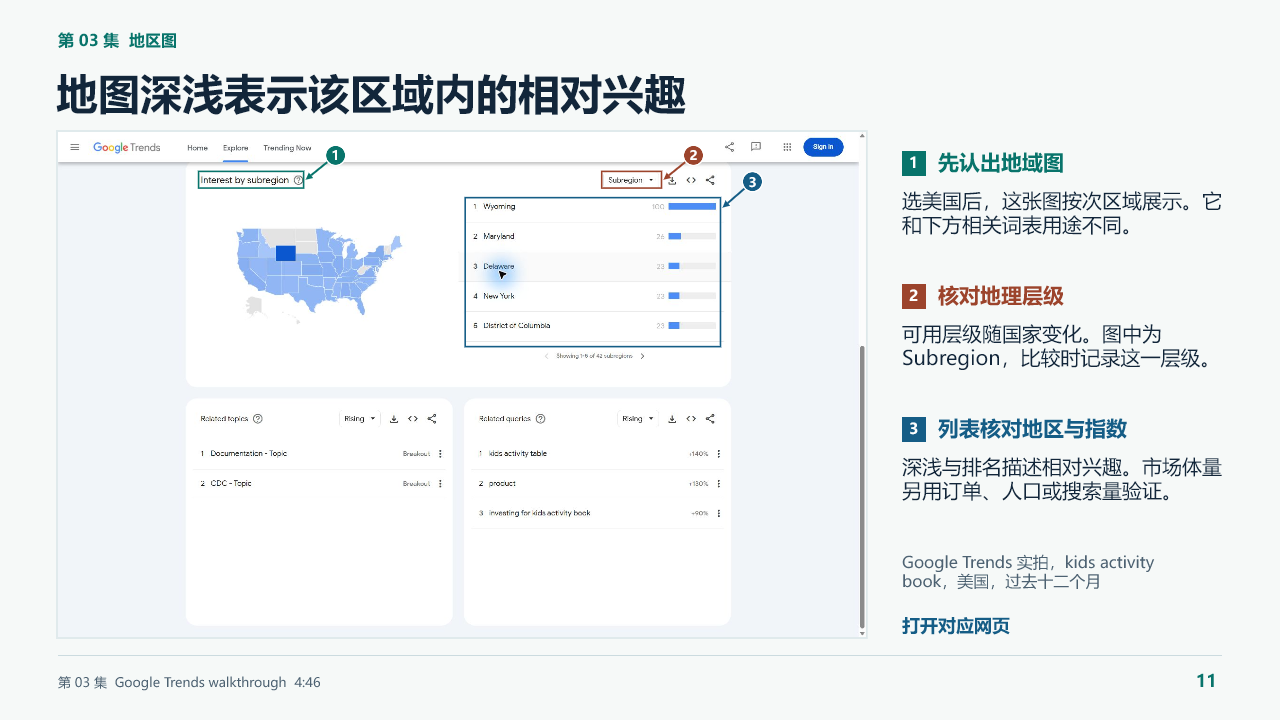 第 03 集 地区图
地图深浅表示该区域内的相对兴趣
Google Trends
Home
Explore
Trending Now
Sign in
1
2
3
Interest by subregion
Subregion
1 Wyoming 100
2 Maryland 26
3 Delaware 23
4 New York 23
5 District of Columbia 23
Showing 1-5 of 42 subregions
Related topics
Rising
1 Documentation - Topic Breakout
2 CDC - Topic Breakout
Related queries
Rising
1 kids activity table +140%
2 product +130%
3 investing for kids activity book +90%
1 先认出地域图
选美国后，这张图按次区域展示。它
和下方相关词表用途不同。
2 核对地理层级
可用层级随国家变化。图中为
Subregion，比较时记录这一层级。
3 列表核对地区与指数
深浅与排名描述相对兴趣。市场体量
另用订单、人口或搜索量验证。
Google Trends 实拍，kids activity
book，美国，过去十二个月
打开对应网页
第 03 集 Google Trends walkthrough 4:46
11